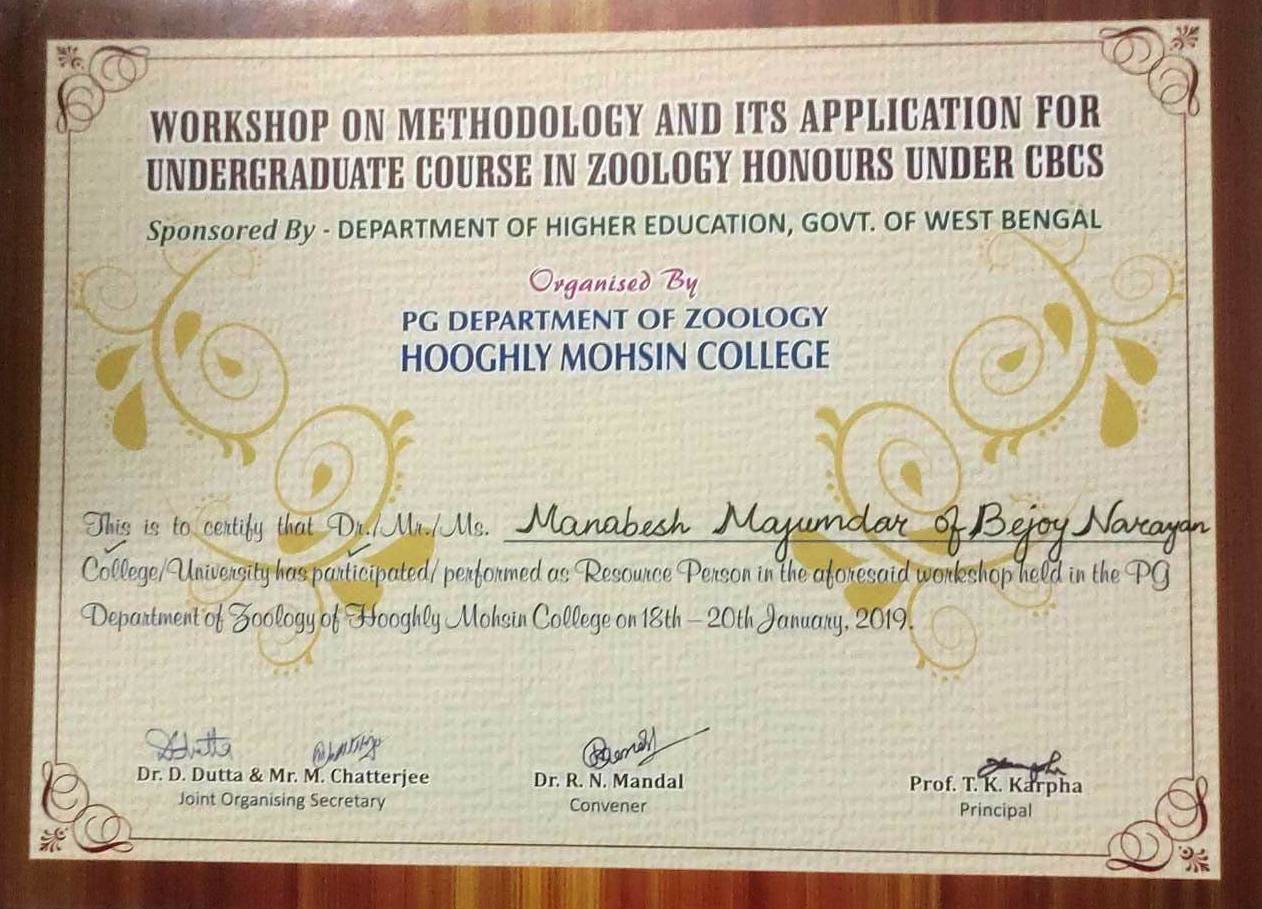 WORKSHOP ON METHODOLOGY AND ITS APPLICATION FOR
UNDERGRADUATE COURSE IN ZOOLOGY HONOURS UNDER CBCS
Sponsored By - DEPARTMENT OF HIGHER EDUCATION, GOVT. OF WEST BENGAL
Organised By
PG DEPARTMENT OF ZOOLOGY
HOOGHLY MOHSIN COLLEGE
This is to certify that Dr./Mr./Ms. Manabesh Majumdar of Bejoy Narayan
College/University has participated/ performed as Resource Person in the aforesaid workshop held in the PG
Department of Zoology of Hooghly Mohsin College on 18th – 20th January, 2019.
Dr. D. Dutta & Mr. M. Chatterjee
Joint Organising Secretary
Dr. R. N. Mandal
Convener
Prof. T. K. Karpha
Principal